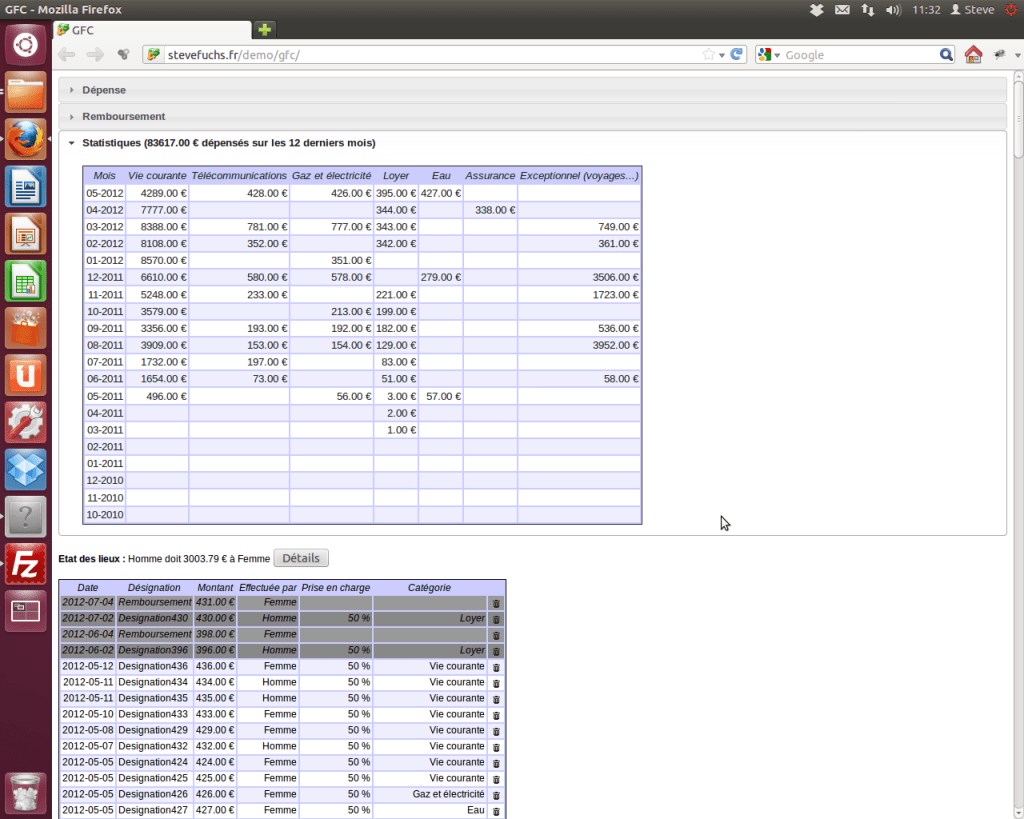 GFC - Mozilla Firefox 11:32 Steve
GFC
stevefuchs.fr/demo/gfc/ Google
Dépense
Remboursement
Statistiques (83617.00 € dépensés sur les 12 derniers mois)
Mois Vie courante Télécommunications Gaz et électricité Loyer Eau Assurance Exceptionnel (voyages...)
05-2012 4289.00 € 428.00 € 426.00 € 395.00 € 427.00 €
04-2012 7777.00 € 344.00 € 338.00 €
03-2012 8388.00 € 781.00 € 777.00 € 343.00 € 749.00 €
02-2012 8108.00 € 352.00 € 342.00 € 361.00 €
01-2012 8570.00 € 351.00 €
12-2011 6610.00 € 580.00 € 578.00 € 279.00 € 3506.00 €
11-2011 5248.00 € 233.00 € 221.00 € 1723.00 €
10-2011 3579.00 € 213.00 € 199.00 €
09-2011 3356.00 € 193.00 € 192.00 € 182.00 € 536.00 €
08-2011 3909.00 € 153.00 € 154.00 € 129.00 € 3952.00 €
07-2011 1732.00 € 197.00 € 83.00 €
06-2011 1654.00 € 73.00 € 51.00 € 58.00 €
05-2011 496.00 € 56.00 € 3.00 € 57.00 €
04-2011 2.00 €
03-2011 1.00 €
02-2011
01-2011
12-2010
11-2010
10-2010
Etat des lieux : Homme doit 3003.79 € à Femme Détails
Date Désignation Montant Effectuée par Prise en charge Catégorie
2012-07-04 Remboursement 431.00 € Femme
2012-07-02 Designation430 430.00 € Homme 50 % Loyer
2012-06-04 Remboursement 398.00 € Femme
2012-06-02 Designation396 396.00 € Homme 50 % Loyer
2012-05-12 Designation436 436.00 € Femme 50 % Vie courante
2012-05-11 Designation434 434.00 € Homme 50 % Vie courante
2012-05-11 Designation435 435.00 € Homme 50 % Vie courante
2012-05-10 Designation433 433.00 € Femme 50 % Vie courante
2012-05-08 Designation429 429.00 € Femme 50 % Vie courante
2012-05-07 Designation432 432.00 € Homme 50 % Vie courante
2012-05-05 Designation424 424.00 € Femme 50 % Vie courante
2012-05-05 Designation425 425.00 € Femme 50 % Vie courante
2012-05-05 Designation426 426.00 € Femme 50 % Gaz et électricité
2012-05-05 Designation427 427.00 € Femme 50 % Eau